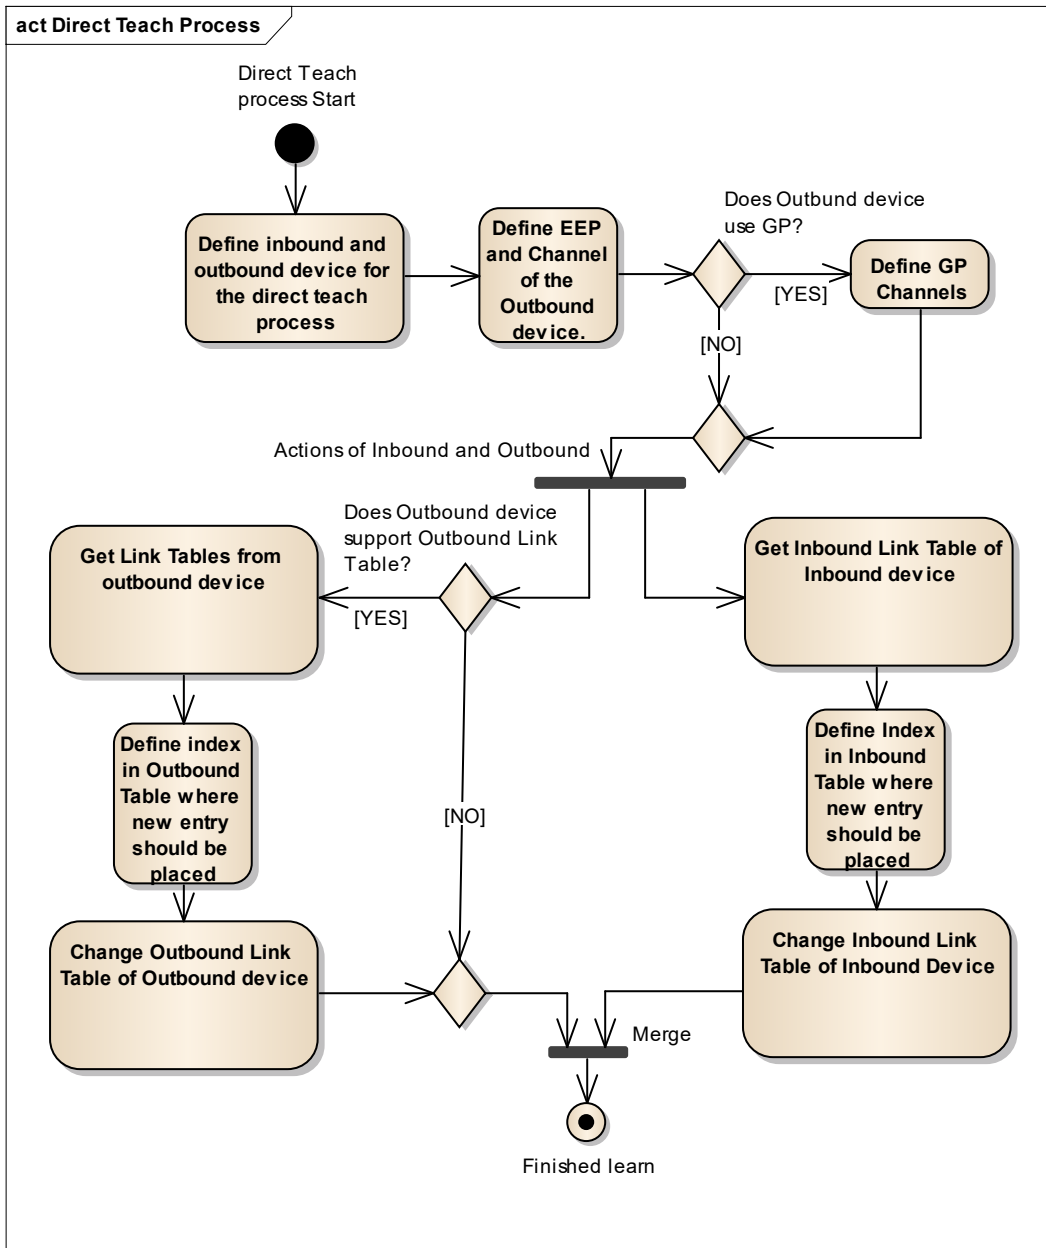 act Direct Teach Process
Direct Teach
process Start
Define inbound and
outbound device for
the direct teach
process
Define EEP
and Channel
of the
Outbound
device.
Does Outbund device
use GP?
[YES]
Define GP
Channels
[NO]
Actions of Inbound and Outbound
Does Outbound device
support Outbound Link
Table?
[YES]
Get Link Tables from
outbound device
Get Inbound Link Table of
Inbound device
Define index
in Outbound
Table where
new entry
should be
placed
[NO]
Define Index
in Inbound
Table where
new entry
should be
placed
Change Outbound Link
Table of Outbound device
Change Inbound Link
Table of Inbound Device
Merge
Finished learn